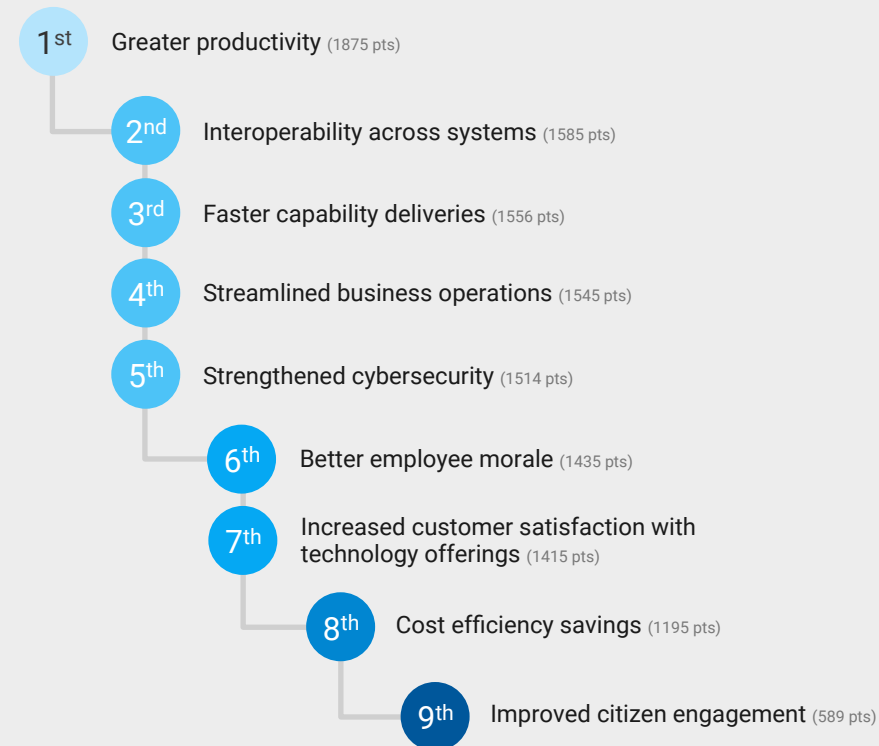 1st Greater productivity (1875 pts)
2nd Interoperability across systems (1585 pts)
3rd Faster capability deliveries (1556 pts)
4th Streamlined business operations (1545 pts)
5th Strengthened cybersecurity (1514 pts)
6th Better employee morale (1435 pts)
7th Increased customer satisfaction with
technology offerings (1415 pts)
8th Cost efficiency savings (1195 pts)
9th Improved citizen engagement (589 pts)